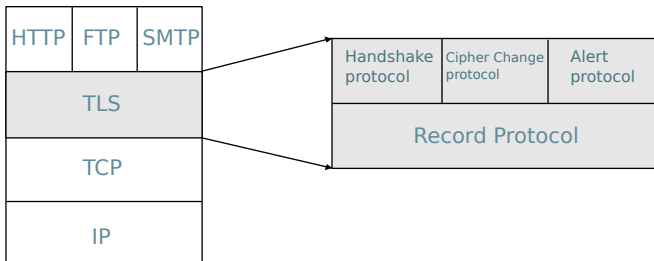 HTTP FTP SMTP
TLS
TCP
IP
Handshake
protocol
Cipher Change
protocol
Alert
protocol
Record Protocol